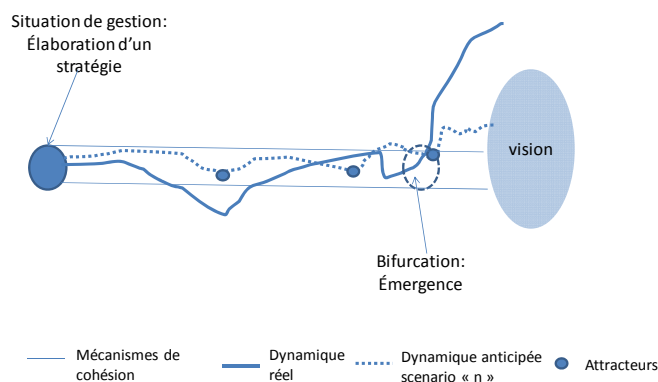 Situation de gestion:
Élaboration d'un
stratégie
vision
Bifurcation:
Émergence
Mécanismes de
cohésion
Dynamique
réel
Dynamique anticipée
scenario « n »
Attracteurs